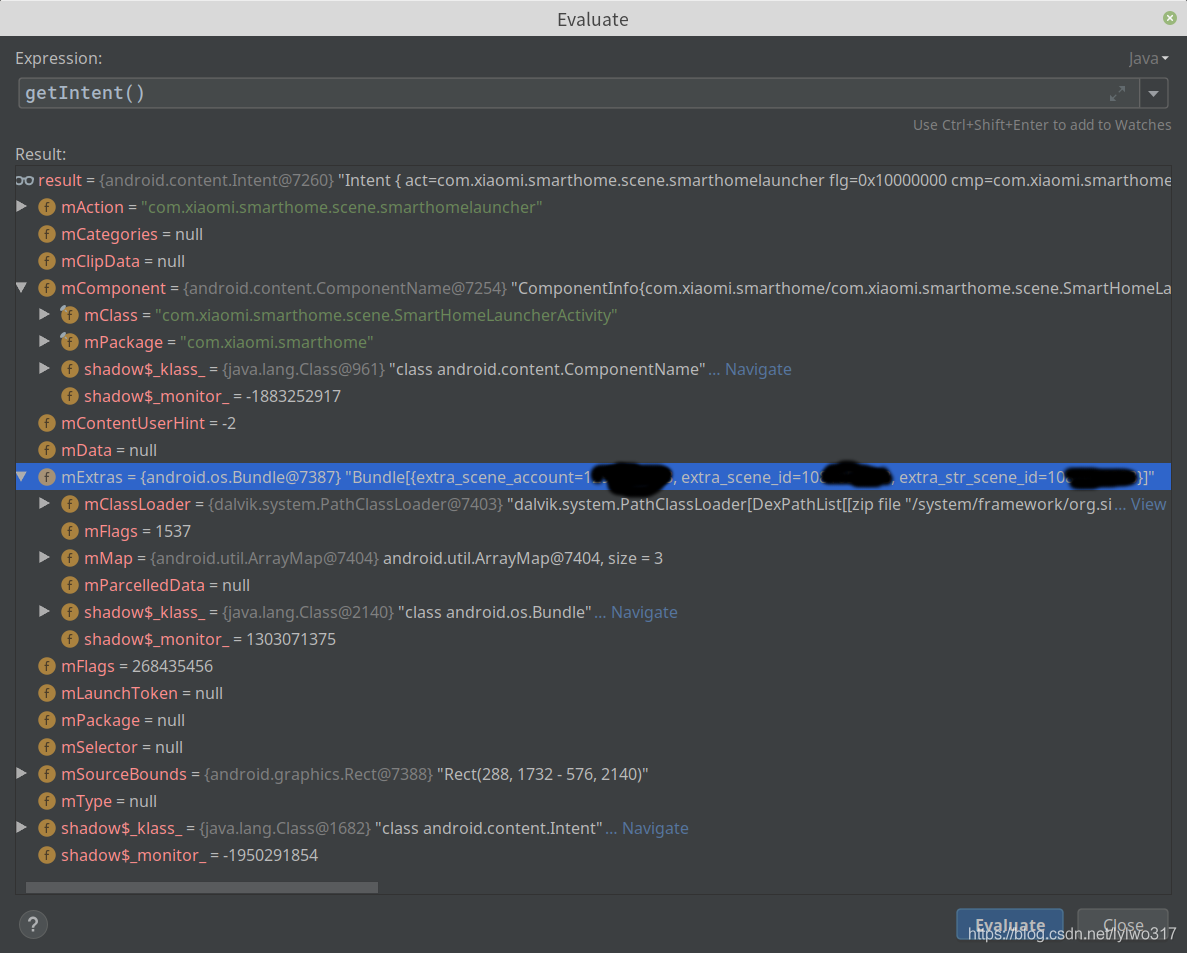 Evaluate
Expression:
Java
getIntent()
Use Ctrl+Shift+Enter to add to Watches
Result:
result = {android.content.Intent@7260} "Intent { act=com.xiaomi.smarthome.scene.smarthomelauncher flg=0x10000000 cmp=com.xiaomi.smarthome
f mAction = "com.xiaomi.smarthome.scene.smarthomelauncher"
f mCategories = null
f mClipData = null
f mComponent = {android.content.ComponentName@7254} "ComponentInfo{com.xiaomi.smarthome/com.xiaomi.smarthome.scene.SmartHomeLa
f mClass = "com.xiaomi.smarthome.scene.SmartHomeLauncherActivity"
f mPackage = "com.xiaomi.smarthome"
f shadow$_klass_ = {java.lang.Class@961} "class android.content.ComponentName"... Navigate
f shadow$_monitor_ = -1883252917
f mContentUserHint = -2
f mData = null
f mExtras = {android.os.Bundle@7387} "Bundle[{extra_scene_account=1 , extra_scene_id=10 , extra_str_scene_id=10 }]"
f mClassLoader = {dalvik.system.PathClassLoader@7403} "dalvik.system.PathClassLoader[DexPathList[[zip file "/system/framework/org.si... View
f mFlags = 1537
f mMap = {android.util.ArrayMap@7404} android.util.ArrayMap@7404, size = 3
f mParcelledData = null
f shadow$_klass_ = {java.lang.Class@2140} "class android.os.Bundle"... Navigate
f shadow$_monitor_ = 1303071375
f mFlags = 268435456
f mLaunchToken = null
f mPackage = null
f mSelector = null
f mSourceBounds = {android.graphics.Rect@7388} "Rect(288, 1732 - 576, 2140)"
f mType = null
f shadow$_klass_ = {java.lang.Class@1682} "class android.content.Intent"... Navigate
f shadow$_monitor_ = -1950291854
?
Evaluate
Close
https://blog.csdn.net/lylwo317